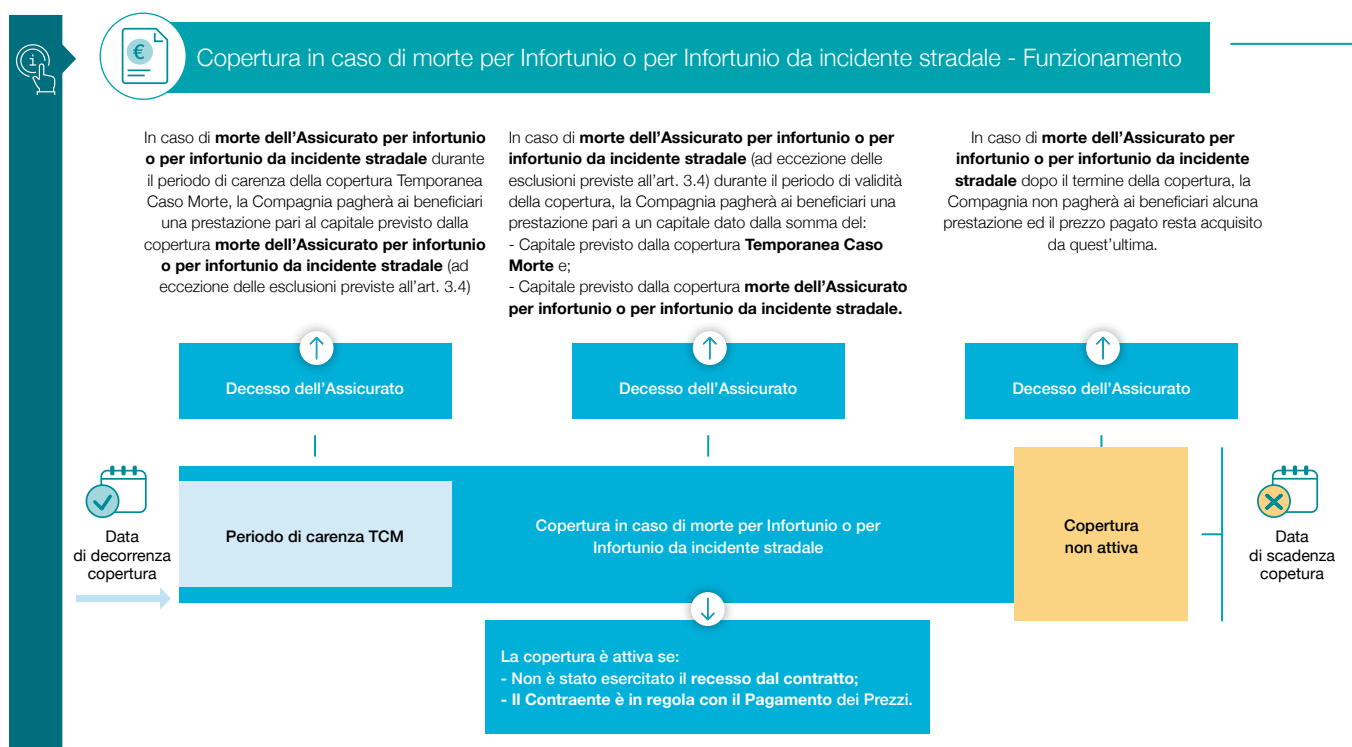 Copertura in caso di morte per Infortunio o per Infortunio da incidente stradale - Funzionamento
In caso di morte dell'Assicurato per infortunio
o per infortunio da incidente stradale durante
il periodo di carenza della copertura Temporanea
Caso Morte, la Compagnia pagherà ai beneficiari
una prestazione pari al capitale previsto dalla
copertura morte dell'Assicurato per infortunio
o per infortunio da incidente stradale (ad
eccezione delle esclusioni previste all'art. 3.4)
In caso di morte dell'Assicurato per infortunio o per
infortunio da incidente stradale (ad eccezione delle
esclusioni previste all'art. 3.4) durante il periodo di validità
della copertura, la Compagnia pagherà ai beneficiari una
prestazione pari a un capitale dato dalla somma del:
- Capitale previsto dalla copertura Temporanea Caso
Morte e;
- Capitale previsto dalla copertura morte dell'Assicurato
per infortunio o per infortunio da incidente stradale.
In caso di morte dell'Assicurato per
infortunio o per infortunio da incidente
stradale dopo il termine della copertura, la
Compagnia non pagherà ai beneficiari alcuna
prestazione ed il prezzo pagato resta acquisito
da quest'ultima.
Decesso dell'Assicurato
Decesso dell'Assicurato
Decesso dell'Assicurato
Data
di decorrenza
copertura
Periodo di carenza TCM
Copertura in caso di morte per Infortunio o per
Infortunio da incidente stradale
Copertura
non attiva
Data
di scadenza
copetura
La copertura è attiva se:
- Non è stato esercitato il recesso dal contratto;
- Il Contraente è in regola con il Pagamento dei Prezzi.